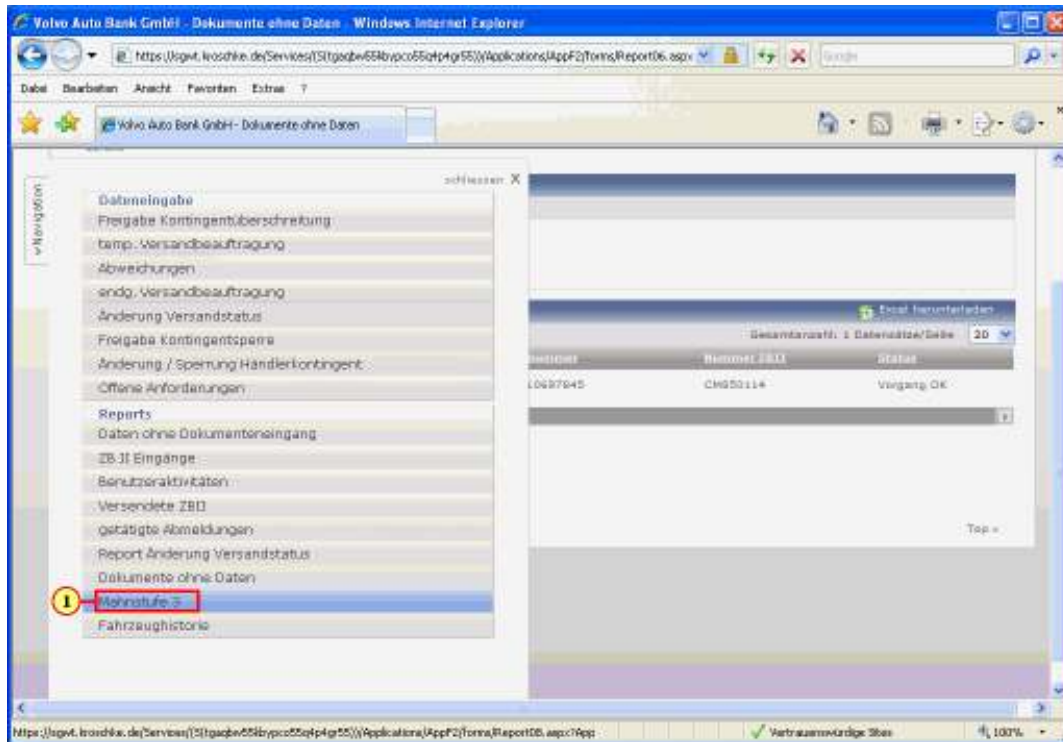 Volvo Auto Bank GmbH - Dokumente ohne Daten - Windows Internet Explorer
Google
Datei Bearbeiten Ansicht Favoriten Extras ?
Volvo Auto Bank GmbH - Dokumente ohne Daten
schliessen X
Navigation
Dateneingabe
Freigabe Kontingentüberschreitung
temp. Versandbeauftragung
Abweichungen
endg. Versandbeauftragung
Änderung Versandstatus
Excel herunterladen
Freigabe Kontingentsperre
Gesamtanzahl: 1 Datensätze/Seite 20
Änderung / Sperrung Händlerkontingent
nummer Nummer ZBII Status
Offene Anforderungen
Vorgang OK
Reports
Daten ohne Dokumenteneingang
ZB II Eingänge
Benutzeraktivitäten
Versendete ZBII
getätigte Abmeldungen
Top
Report Änderung Versandstatus
Dokumente ohne Daten
1
Mahnstufe 3
Fahrzeughistorie
Vertrauenswürdige Sites 100%